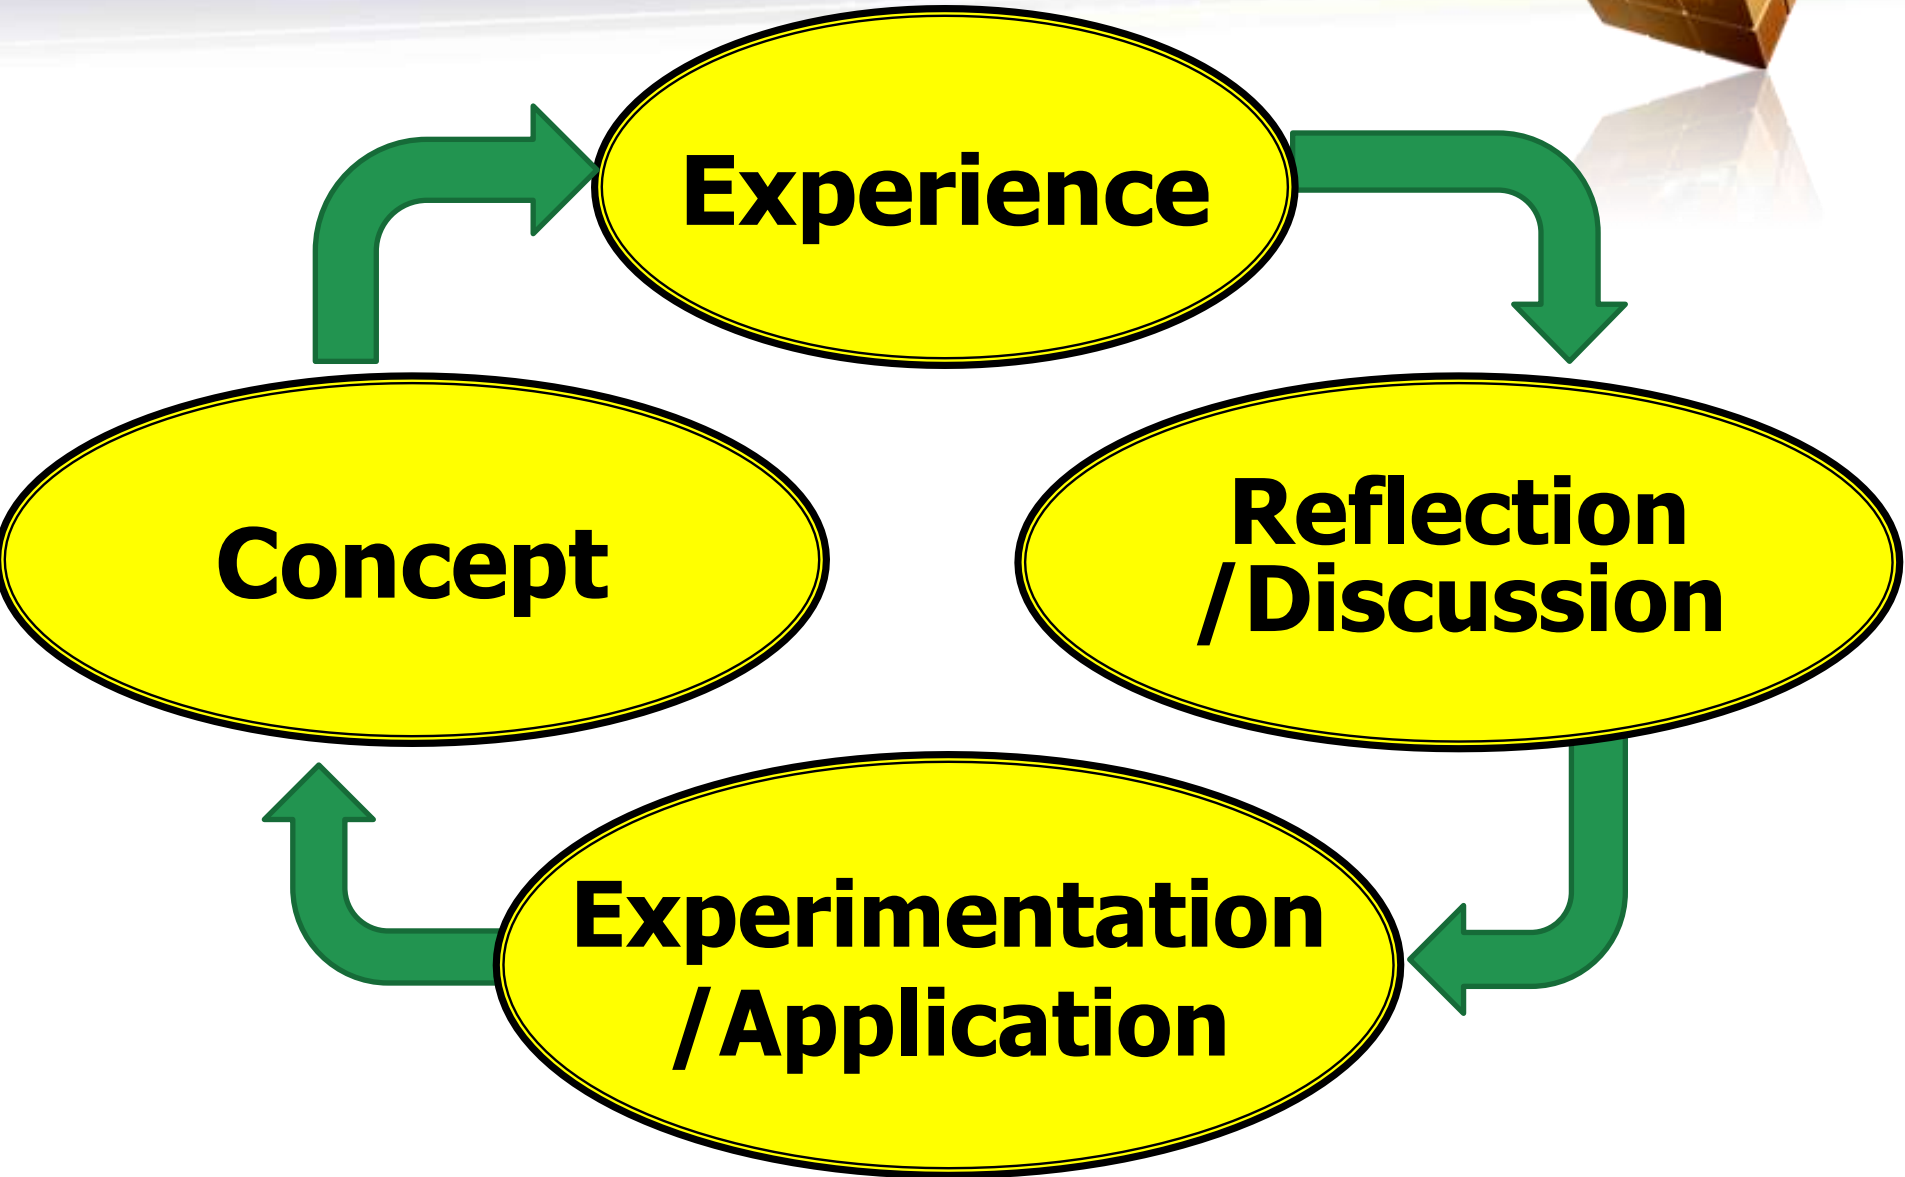 Experience
Concept
Reflection
/Discussion
Experimentation
/Application